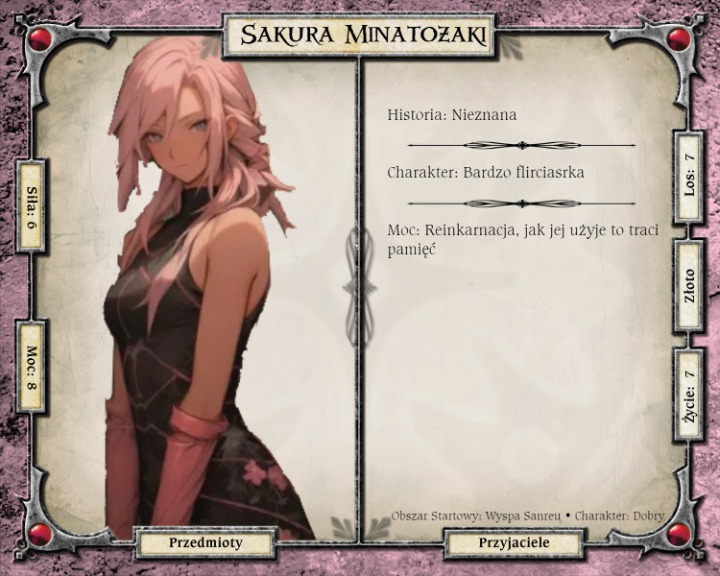 Sakura Minatozaki
Historia: Nieznana
Charakter: Bardzo flirciasrka
Moc: Reinkarnacja, jak jej użyje to traci
pamięć
Siła: 6
Moc: 8
Los: 7
Złoto
Życie: 7
Obszar Startowy: Wyspa Sanreu • Charakter: Dobry
Przedmioty
Przyjaciele